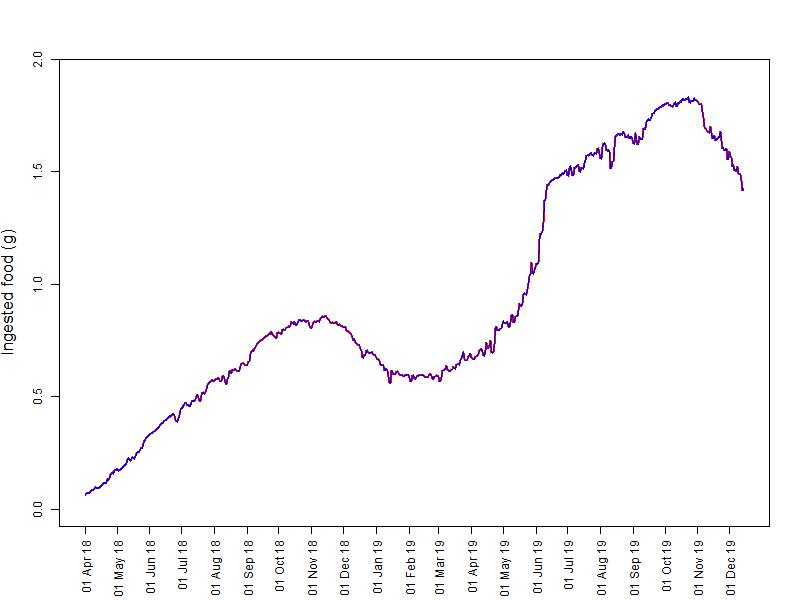 Ingested food (g)
2.0
1.5
1.0
0.5
0.0
01 Apr 18
01 May 18
01 Jun 18
01 Jul 18
01 Aug 18
01 Sep 18
01 Oct 18
01 Nov 18
01 Dec 18
01 Jan 19
01 Feb 19
01 Mar 19
01 Apr 19
01 May 19
01 Jun 19
01 Jul 19
01 Aug 19
01 Sep 19
01 Oct 19
01 Nov 19
01 Dec 19